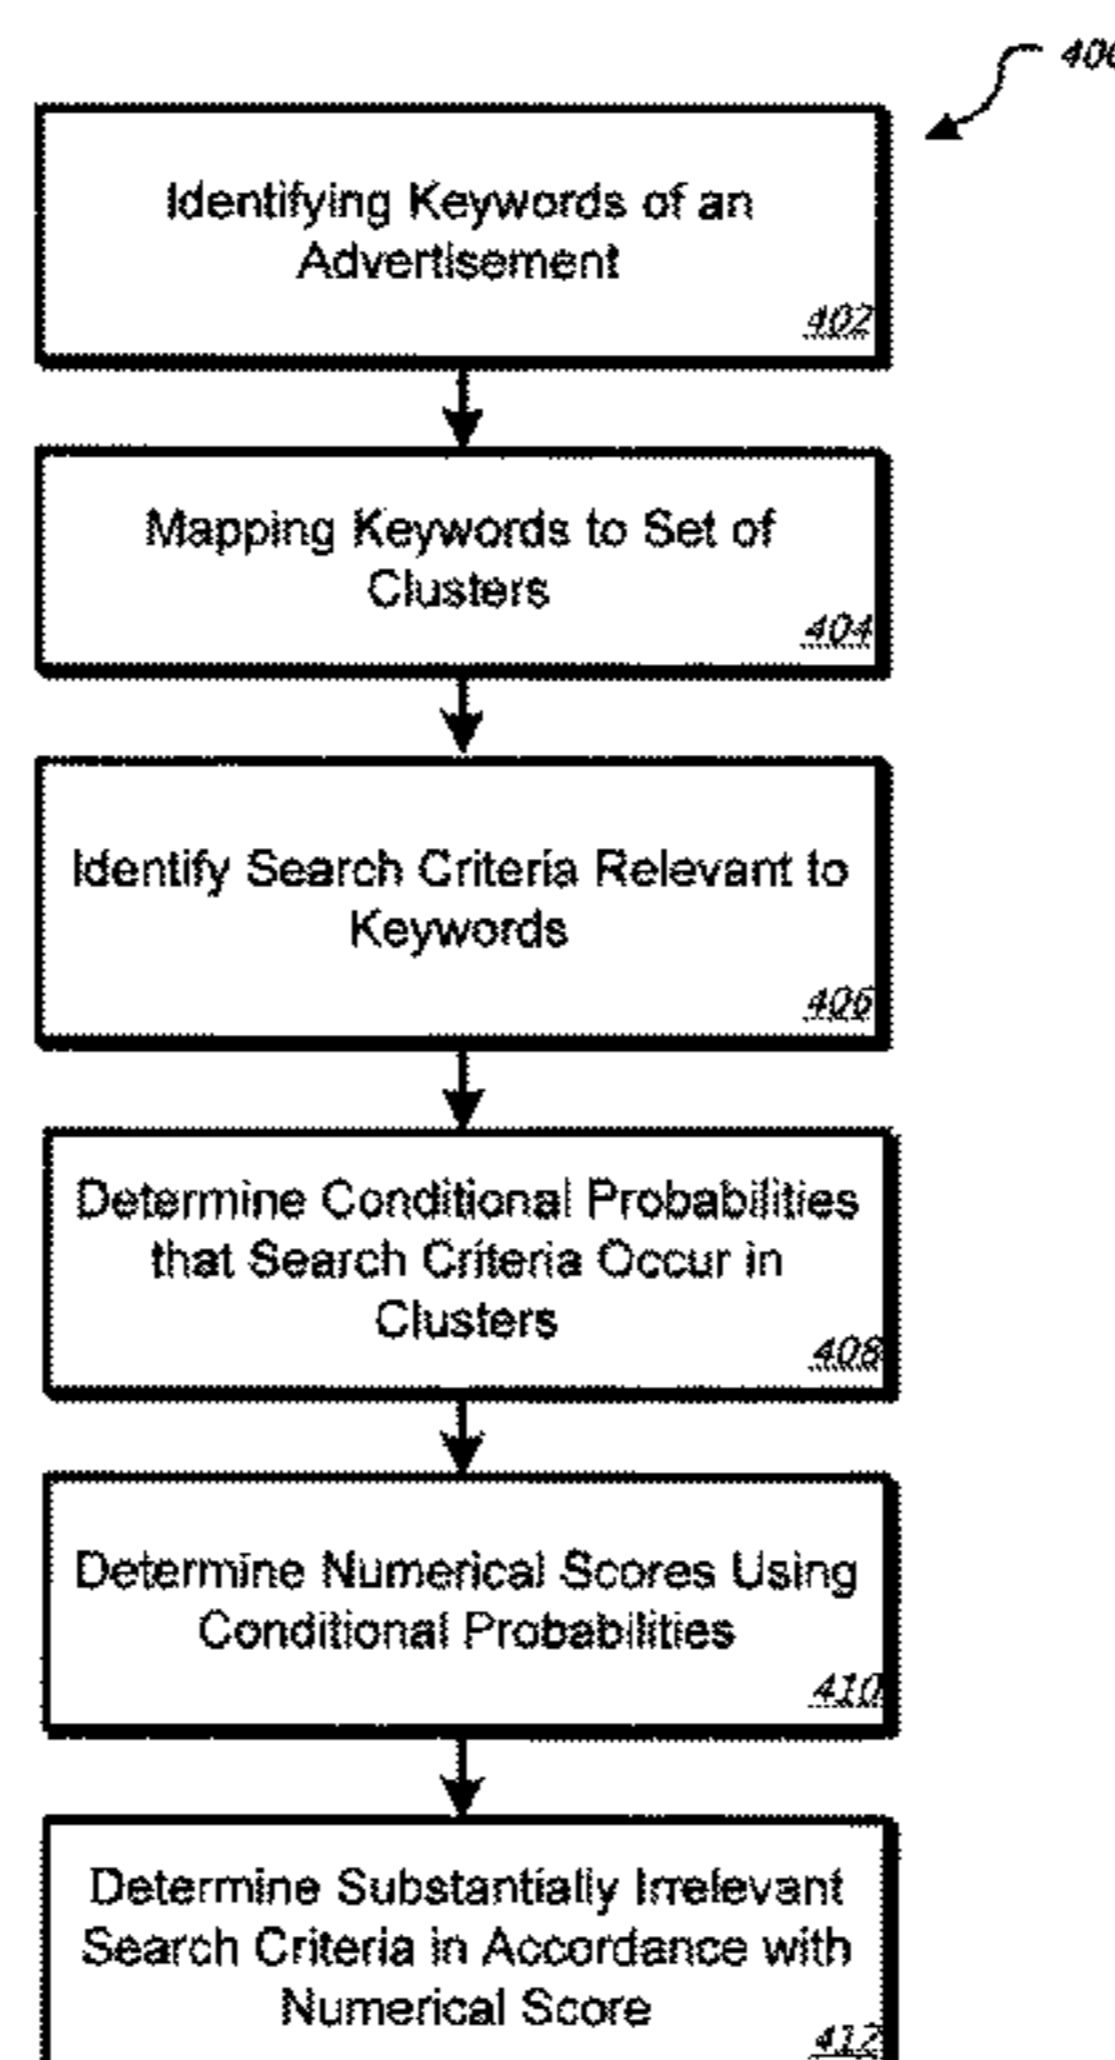 Identifying Keywords of an
Advertisement
402
Mapping Keywords to Set of
Clusters
404
Identify Search Criteria Relevant to
Keywords
406
Determine Conditional Probabilities
that Search Criteria Occur in
Clusters
408
Determine Numerical Scores Using
Conditional Probabilities
410
Determine Substantially Irrelevant
Search Criteria in Accordance with
Numerical Score
412